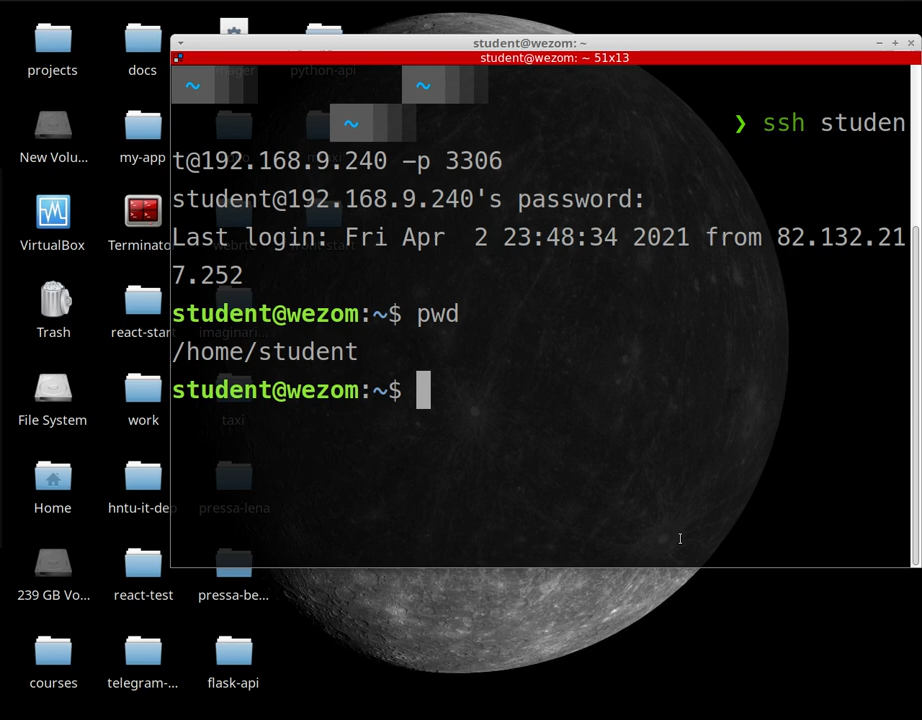 student@wezom: ~
student@wezom: ~ 51x13
~ ~
~ ❯ ssh studen
t@192.168.9.240 -p 3306
student@192.168.9.240's password:
Last login: Fri Apr  2 23:48:34 2021 from 82.132.21
7.252
student@wezom:~$ pwd
/home/student
student@wezom:~$
projects
docs
python-api
New Volu...
my-app
VirtualBox
Terminato
Trash
react-start
imaginari...
File System
work
taxi
Home
hntu-it-dep
pressa-lena
239 GB Vo...
react-test
pressa-be...
courses
telegram-...
flask-api